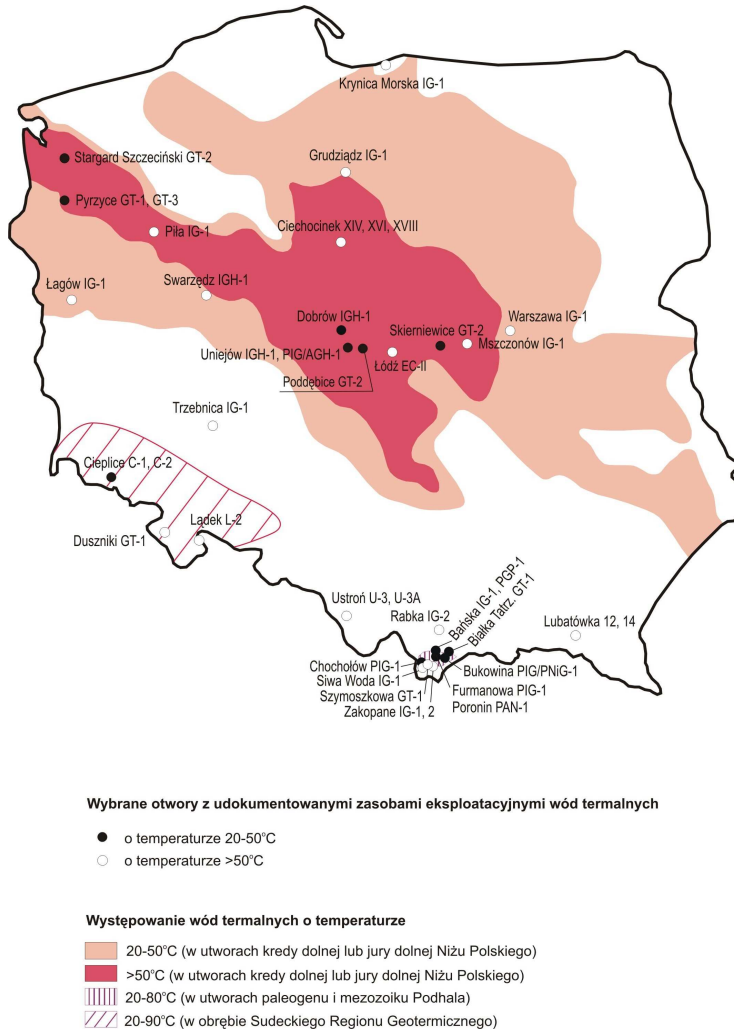 Krynica Morska IG-1
Grudziądz IG-1
Stargard Szczeciński GT-2
Pyrzyce GT-1, GT-3
Piła IG-1
Ciechocinek XIV, XVI, XVIII
Łagów IG-1
Swarzędz IGH-1
Dobrów IGH-1
Skierniewice GT-2
Warszawa IG-1
Mszczonów IG-1
Uniejów IGH-1, PIG/AGH-1
Łódź EC-II
Poddębice GT-2
Trzebnica IG-1
Cieplice C-1, C-2
Lądek L-2
Duszniki GT-1
Ustroń U-3, U-3A
Rabka IG-2
Bańska IG-1, PGP-1
Białka Tatrz. GT-1
Lubatówka 12, 14
Chochołów PIG-1
Siwa Woda IG-1
Szymoszkowa GT-1
Zakopane IG-1, 2
Bukowina PIG/PNiG-1
Furmanowa PIG-1
Poronin PAN-1
Wybrane otwory z udokumentowanymi zasobami eksploatacyjnymi wód termalnych
o temperaturze 20-50°C
o temperaturze >50°C
Występowanie wód termalnych o temperaturze
20-50°C (w utworach kredy dolnej lub jury dolnej Niżu Polskiego)
>50°C (w utworach kredy dolnej lub jury dolnej Niżu Polskiego)
20-80°C (w utworach paleogenu i mezozoiku Podhala)
20-90°C (w obrębie Sudeckiego Regionu Geotermicznego)